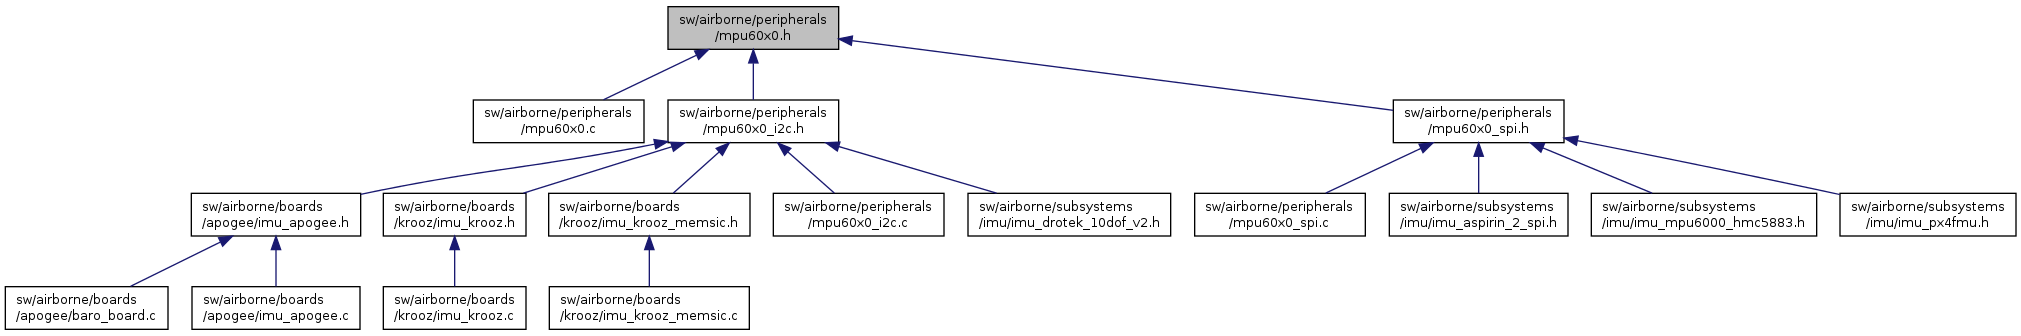 sw/airborne/peripherals
/mpu60x0.h
sw/airborne/peripherals
/mpu60x0.c
sw/airborne/peripherals
/mpu60x0_i2c.h
sw/airborne/peripherals
/mpu60x0_spi.h
sw/airborne/boards
/apogee/imu_apogee.h
sw/airborne/boards
/krooz/imu_krooz.h
sw/airborne/boards
/krooz/imu_krooz_memsic.h
sw/airborne/peripherals
/mpu60x0_i2c.c
sw/airborne/subsystems
/imu/imu_drotek_10dof_v2.h
sw/airborne/peripherals
/mpu60x0_spi.c
sw/airborne/subsystems
/imu/imu_aspirin_2_spi.h
sw/airborne/subsystems
/imu/imu_mpu6000_hmc5883.h
sw/airborne/subsystems
/imu/imu_px4fmu.h
sw/airborne/boards
/apogee/baro_board.c
sw/airborne/boards
/apogee/imu_apogee.c
sw/airborne/boards
/krooz/imu_krooz.c
sw/airborne/boards
/krooz/imu_krooz_memsic.c